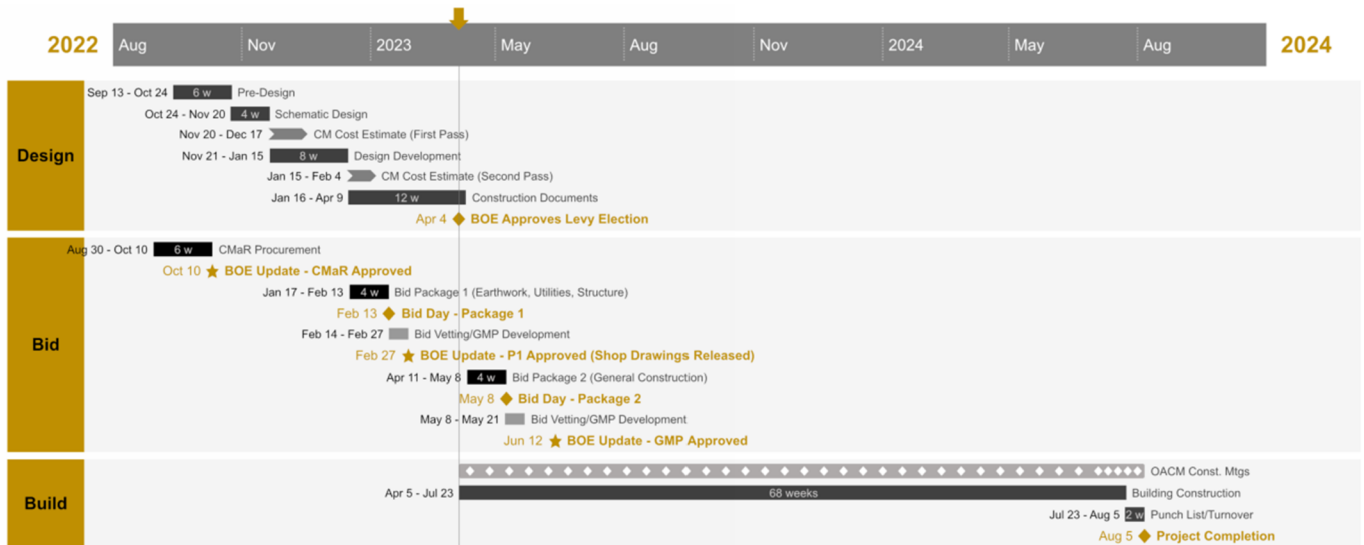 2022 Aug Nov 2023 May Aug Nov 2024 May Aug 2024
Design
Sep 13 - Oct 24 6 w Pre-Design
Oct 24 - Nov 20 4 w Schematic Design
Nov 20 - Dec 17 CM Cost Estimate (First Pass)
Nov 21 - Jan 15 8 w Design Development
Jan 15 - Feb 4 CM Cost Estimate (Second Pass)
Jan 16 - Apr 9 12 w Construction Documents
Apr 4 BOE Approves Levy Election
Bid
Aug 30 - Oct 10 6 w CMaR Procurement
Oct 10 BOE Update - CMaR Approved
Jan 17 - Feb 13 4 w Bid Package 1 (Earthwork, Utilities, Structure)
Feb 13 Bid Day - Package 1
Feb 14 - Feb 27 Bid Vetting/GMP Development
Feb 27 BOE Update - P1 Approved (Shop Drawings Released)
Apr 11 - May 8 4 w Bid Package 2 (General Construction)
May 8 Bid Day - Package 2
May 8 - May 21 Bid Vetting/GMP Development
Jun 12 BOE Update - GMP Approved
Build
OACM Const. Mtgs
Apr 5 - Jul 23 68 weeks Building Construction
Jul 23 - Aug 5 2 w Punch List/Turnover
Aug 5 Project Completion